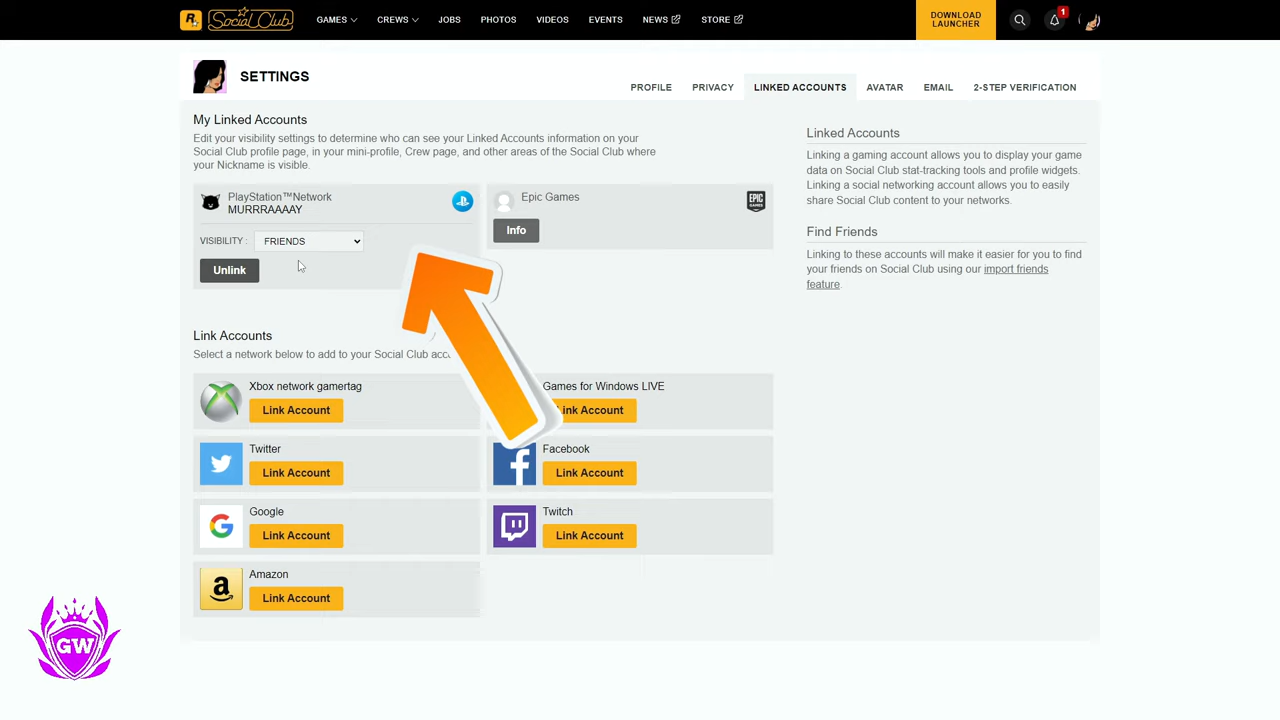 R Social Club GAMES CREWS JOBS PHOTOS VIDEOS EVENTS NEWS STORE
DOWNLOAD
LAUNCHER
1
SETTINGS
PROFILE PRIVACY LINKED ACCOUNTS AVATAR EMAIL 2-STEP VERIFICATION
My Linked Accounts
Edit your visibility settings to determine who can see your Linked Accounts information on your
Social Club profile page, in your mini-profile, Crew page, and other areas of the Social Club where
your Nickname is visible.
PlayStation™Network
MURRRAAAAY
VISIBILITY : FRIENDS
Unlink
Epic Games
EPIC
GAMES
Info
Linked Accounts
Linking a gaming account allows you to display your game
data on Social Club stat-tracking tools and profile widgets.
Linking a social networking account allows you to easily
share Social Club content to your networks.
Find Friends
Linking to these accounts will make it easier for you to find
your friends on Social Club using our import friends
feature.
Link Accounts
Select a network below to add to your Social Club
Xbox network gamertag
Link Account
Games for Windows LIVE
Link Account
Twitter
Link Account
Facebook
Link Account
Google
Link Account
Twitch
Link Account
Amazon
Link Account
GW